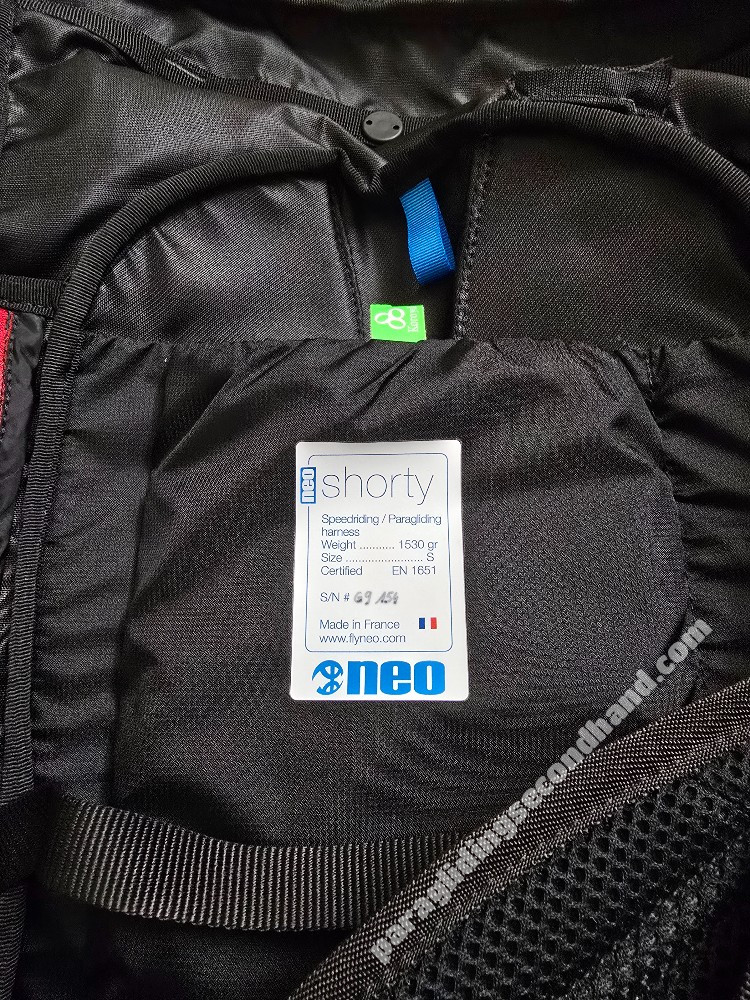 neo
shorty
Speedriding / Paragliding
harness
Weight ........... 1530 gr
Size ........................ S
Certified EN 1651
S/N # G9 154
Made in France
www.flyneo.com
neo
paraglidingsecondhand.com